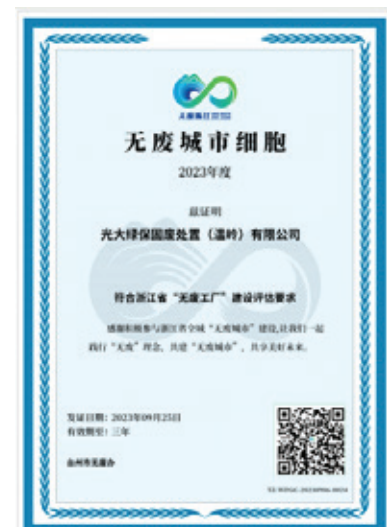 无废城市细胞
2023年度
兹证明
光大绿保固废处置（温岭）有限公司
符合浙江省“无废工厂”建设评估要求
感谢积极参与浙江省全域“无废城市”建设,让我们一起
践行“无废”理念，共建“无废城市”，共享美好未来。
发证日期：2023年09月25日
有效期至：三年
台州市无废办